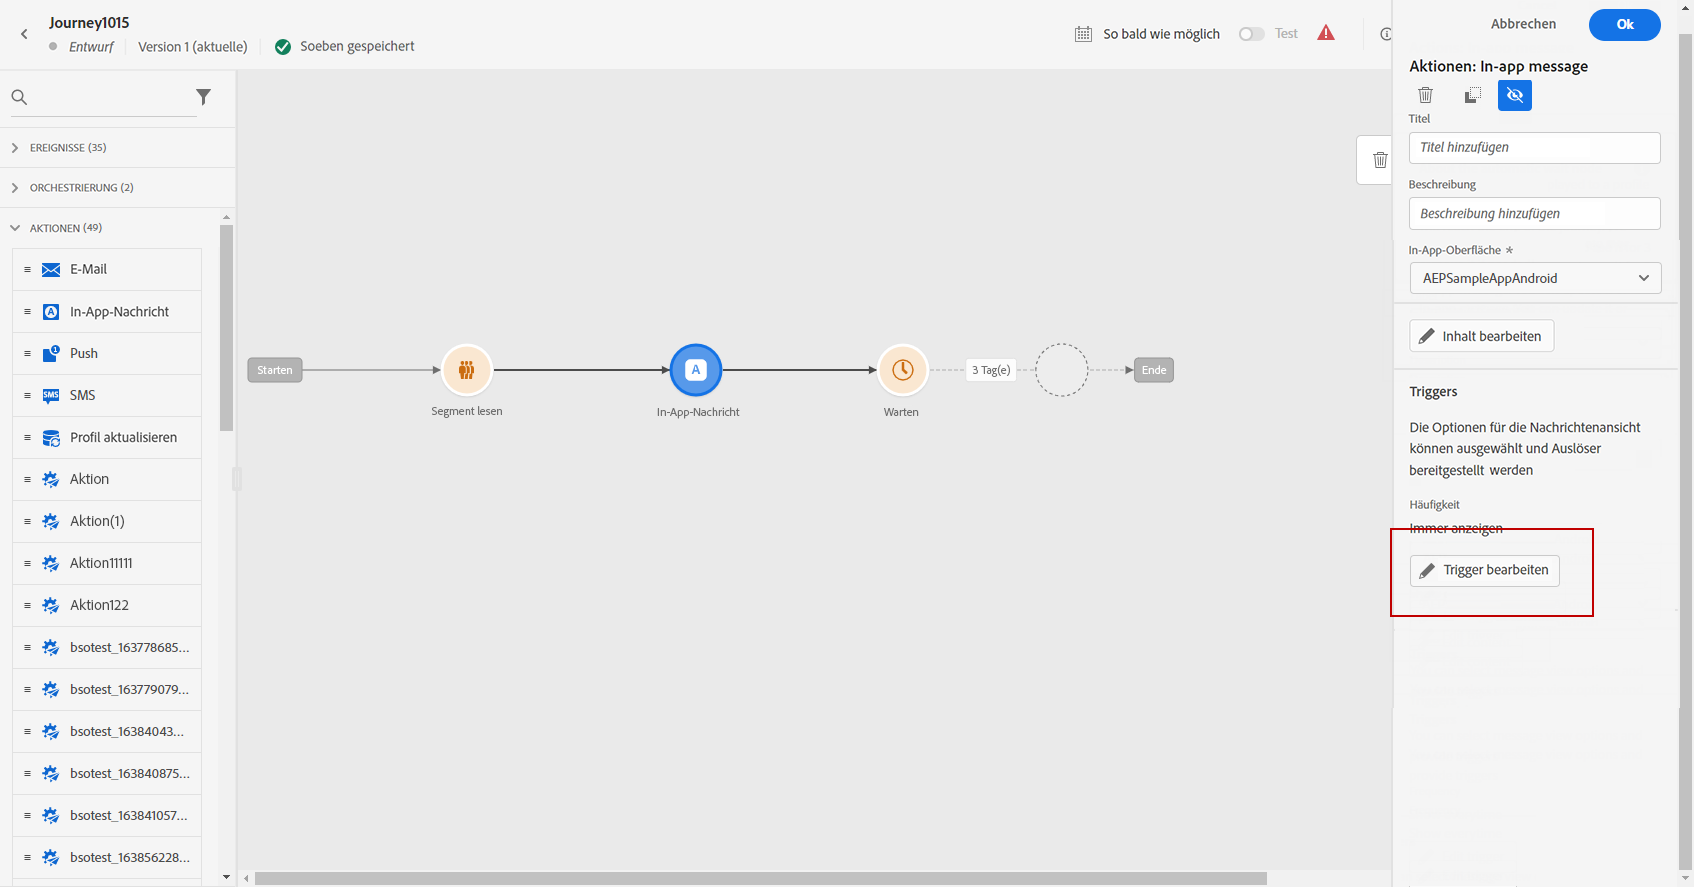 Journey1015
Entwurf
Version 1 (aktuelle)
Soeben gespeichert
So bald wie möglich
Test
Abbrechen
Ok
EREIGNISSE (35)
ORCHESTRIERUNG (2)
AKTIONEN (49)
E-Mail
In-App-Nachricht
Push
SMS
Profil aktualisieren
Aktion
Aktion(1)
Aktion11111
Aktion122
bsotest_163778685...
bsotest_163779079...
bsotest_16384043...
bsotest_163840875...
bsotest_163841057...
bsotest_163856228...
Starten
Segment lesen
A
In-App-Nachricht
Warten
3 Tag(e)
Ende
Aktionen: In-app message
Titel
Titel hinzufügen
Beschreibung
Beschreibung hinzufügen
In-App-Oberfläche *
AEPSampleAppAndroid
Inhalt bearbeiten
Triggers
Die Optionen für die Nachrichtenansicht
können ausgewählt und Auslöser
bereitgestellt werden
Häufigkeit
Immer anzeigen
Trigger bearbeiten